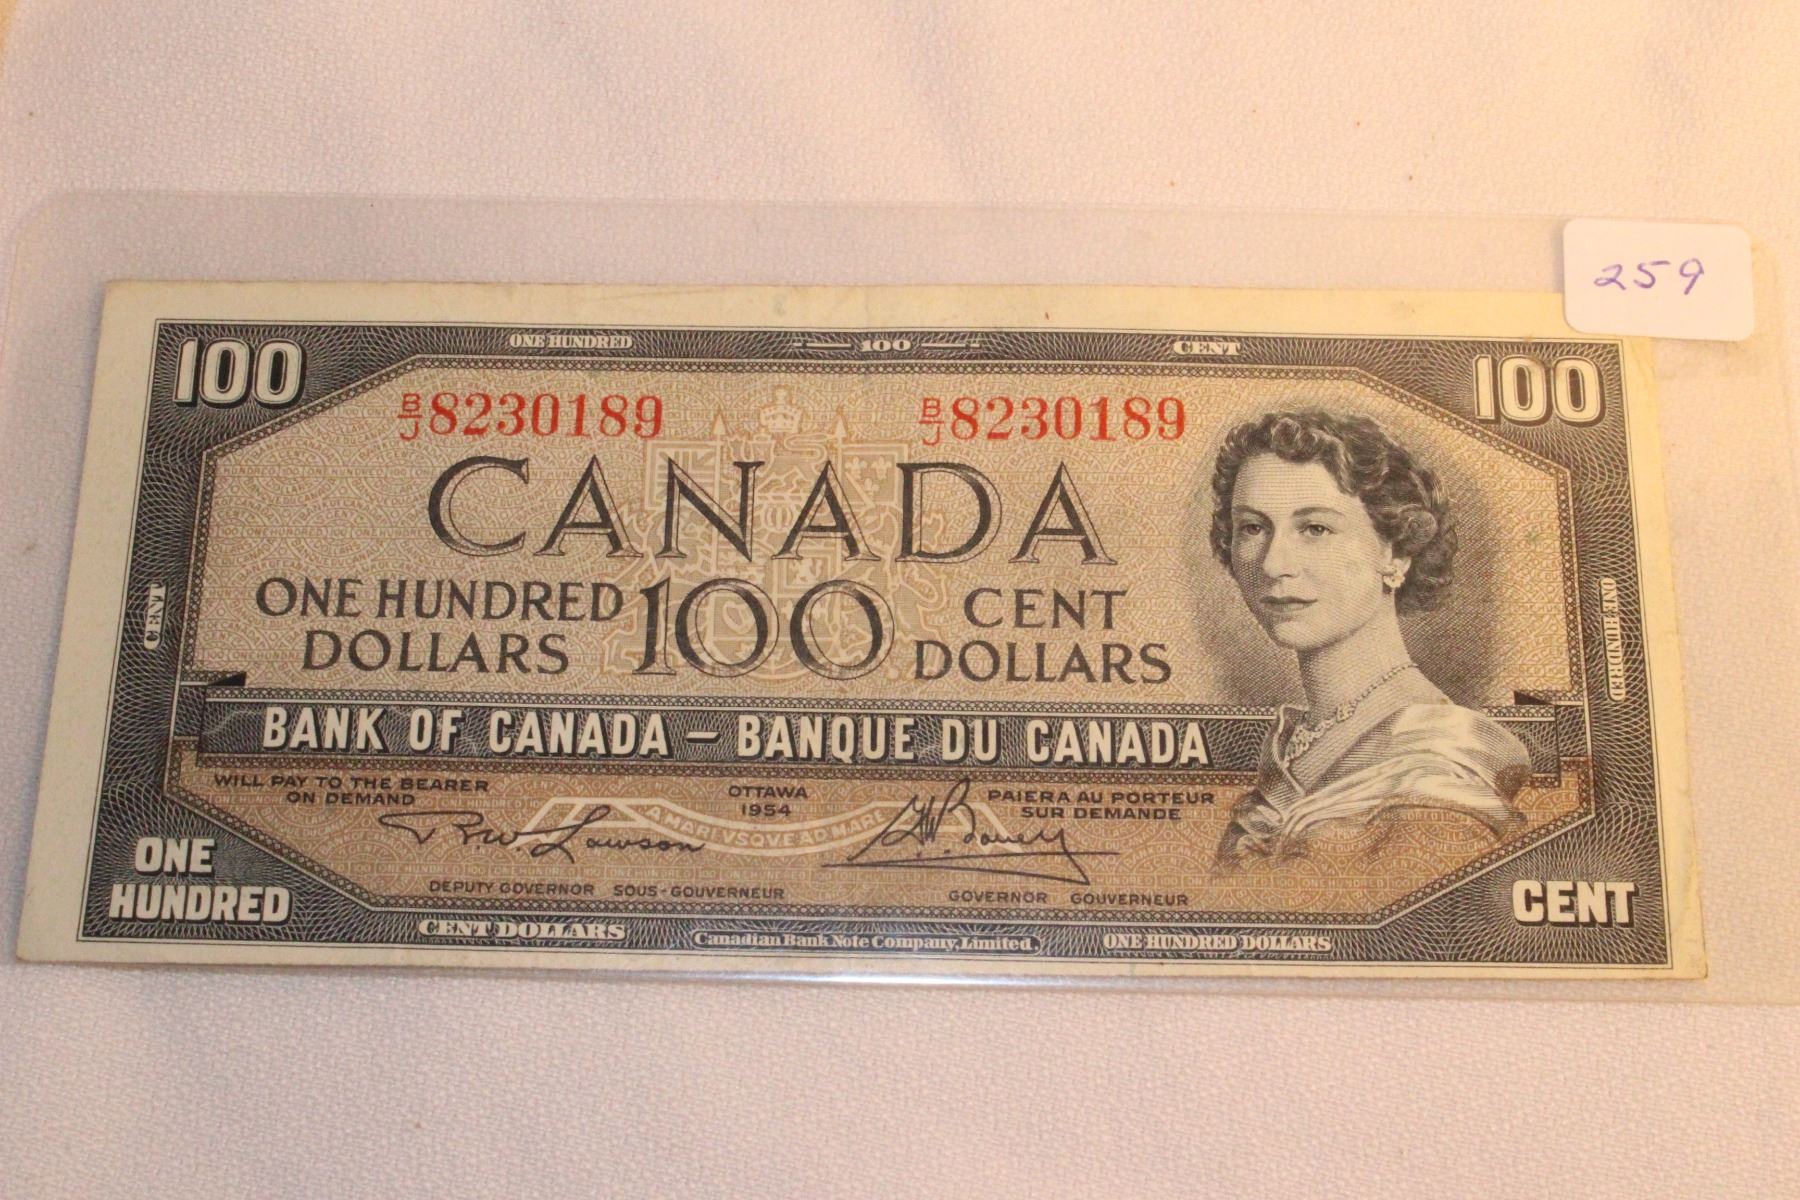 259
ONE HUNDRED 100 CENT
100 100
B/J 8230189 B/J 8230189
CANADA
ONE HUNDRED DOLLARS 100 CENT DOLLARS
CENT
ONE HUNDRED
BANK OF CANADA – BANQUE DU CANADA
WILL PAY TO THE BEARER
ON DEMAND
OTTAWA
1954
PAIERA AU PORTEUR
SUR DEMANDE
A MARI VSQVE AD MARE
R.W. Lawson
DEPUTY GOVERNOR SOUS-GOUVERNEUR
GOVERNOR GOUVERNEUR
ONE
HUNDRED
CENT
CENT DOLLARS
Canadian Bank Note Company, Limited.
ONE HUNDRED DOLLARS